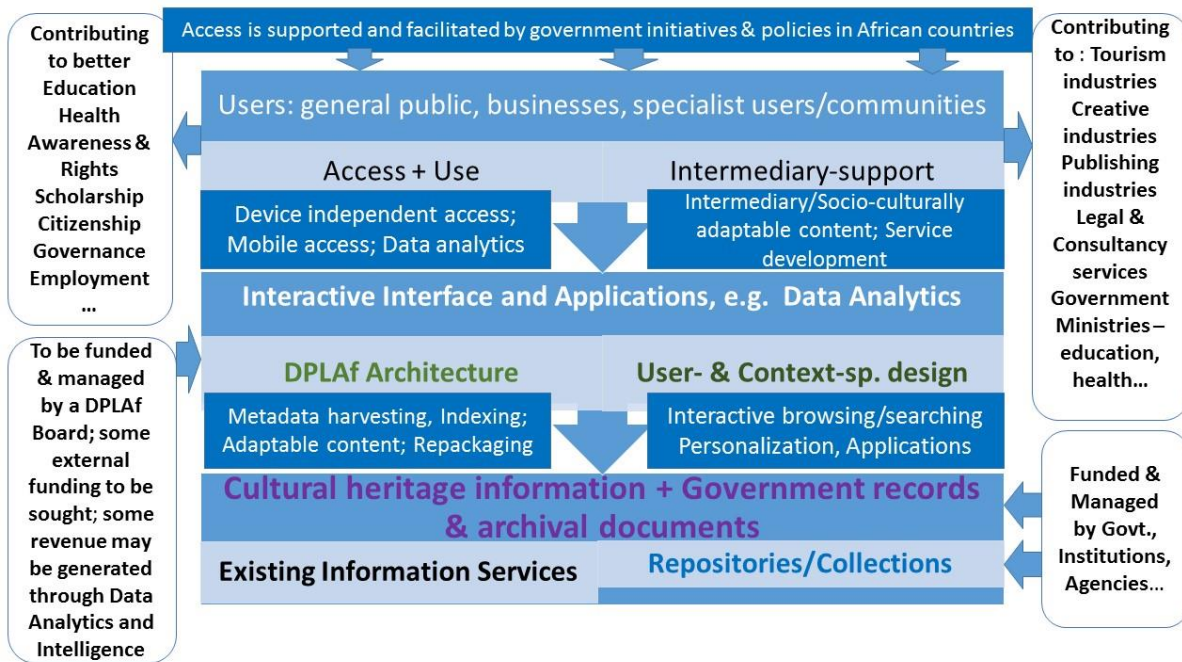 Access is supported and facilitated by government initiatives & policies in African countries
Contributing
to better
Education
Health
Awareness &
Rights
Scholarship
Citizenship
Governance
Employment
...
Users: general public, businesses, specialist users/communities
Access + Use
Intermediary-support
Device independent access;
Mobile access; Data analytics
Intermediary/Socio-culturally
adaptable content; Service
development
Contributing
to : Tourism
industries
Creative
industries
Publishing
industries
Legal &
Consultancy
services
Government
Ministries –
education,
health...
Interactive Interface and Applications, e.g. Data Analytics
To be funded
& managed
by a DPLAf
Board; some
external
funding to be
sought; some
revenue may
be generated
through Data
Analytics and
Intelligence
DPLAf Architecture
User- & Context-sp. design
Metadata harvesting, Indexing;
Adaptable content; Repackaging
Interactive browsing/searching
Personalization, Applications
Cultural heritage information + Government records
& archival documents
Existing Information Services
Repositories/Collections
Funded &
Managed
by Govt.,
Institutions,
Agencies...